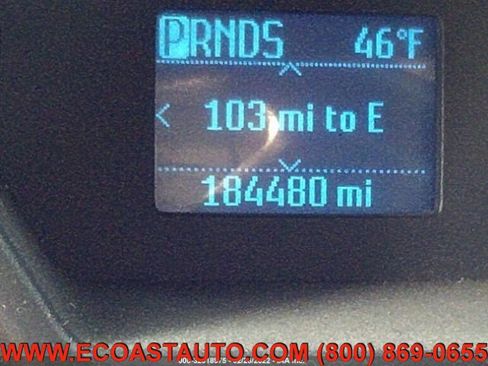 PRNDS 46°F
< 103 mi to E
184480 mi
WWW.ECOASTAUTO.COM (800) 869-0655